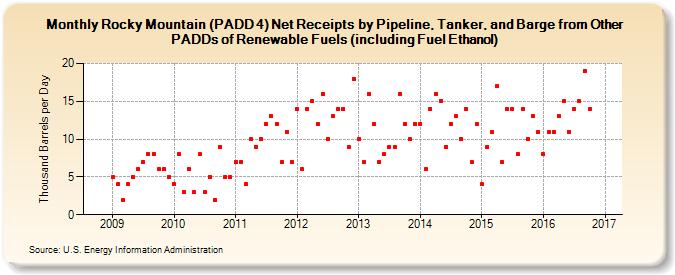 Monthly Rocky Mountain (PADD 4) Net Receipts by Pipeline, Tanker, and Barge from Other
PADDs of Renewable Fuels (including Fuel Ethanol)
Thousand Barrels per Day
20
15
10
5
0
2009 2010 2011 2012 2013 2014 2015 2016 2017
Source: U.S. Energy Information Administration